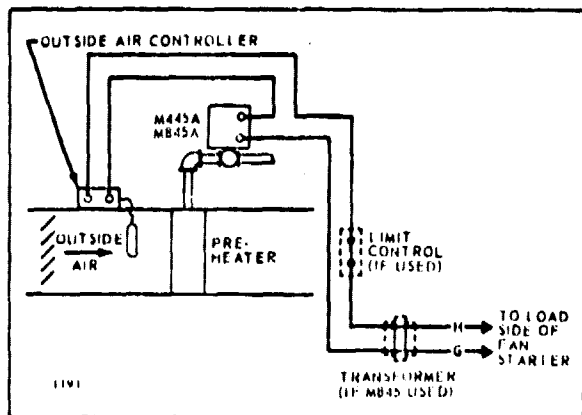 OUTSIDE AIR CONTROLLER
M445A
M845A
OUTSIDE
AIR
PRE-
HEATER
LIMIT
CONTROL
(IF USED)
H
G
TO LOAD
SIDE OF
FAN
STARTER
TRANSFORMER
(IF M845 USED)
1191